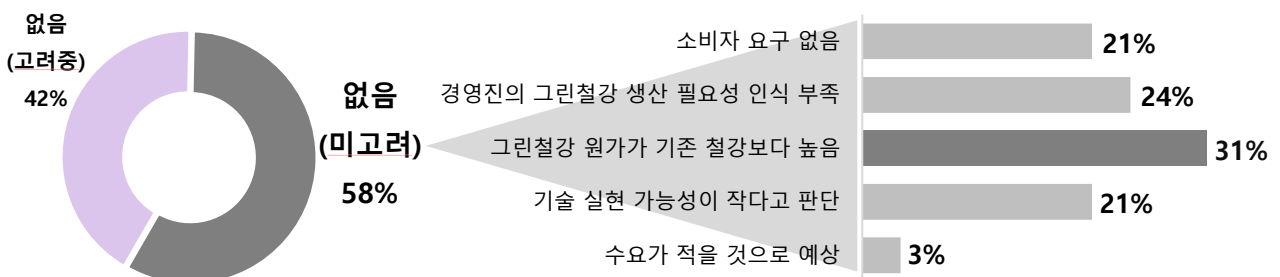 없음
(고려중)
42%
없음
(미고려)
58%
소비자 요구 없음 21%
경영진의 그린철강 생산 필요성 인식 부족 24%
그린철강 원가가 기존 철강보다 높음 31%
기술 실현 가능성이 작다고 판단 21%
수요가 적을 것으로 예상 3%